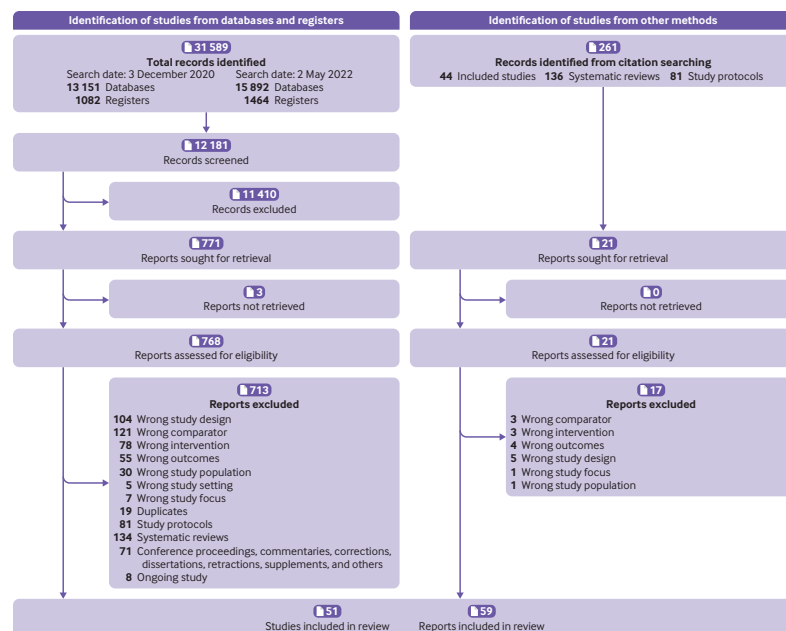 Identification of studies from databases and registers
31 589
Total records identified
Search date: 3 December 2020 Search date: 2 May 2022
13 151 Databases 15 892 Databases
1082 Registers 1464 Registers
12 181
Records screened
11 410
Records excluded
771
Reports sought for retrieval
3
Reports not retrieved
768
Reports assessed for eligibility
713
Reports excluded
104 Wrong study design
121 Wrong comparator
78 Wrong intervention
55 Wrong outcomes
30 Wrong study population
5 Wrong study setting
7 Wrong study focus
19 Duplicates
81 Study protocols
134 Systematic reviews
71 Conference proceedings, commentaries, corrections,
dissertations, retractions, supplements, and others
8 Ongoing study
Identification of studies from other methods
261
Records identified from citation searching
44 Included studies 136 Systematic reviews 81 Study protocols
21
Reports sought for retrieval
0
Reports not retrieved
21
Reports assessed for eligibility
17
Reports excluded
3 Wrong comparator
3 Wrong intervention
4 Wrong outcomes
5 Wrong study design
1 Wrong study focus
1 Wrong study population
51 59
Studies included in review Reports included in review